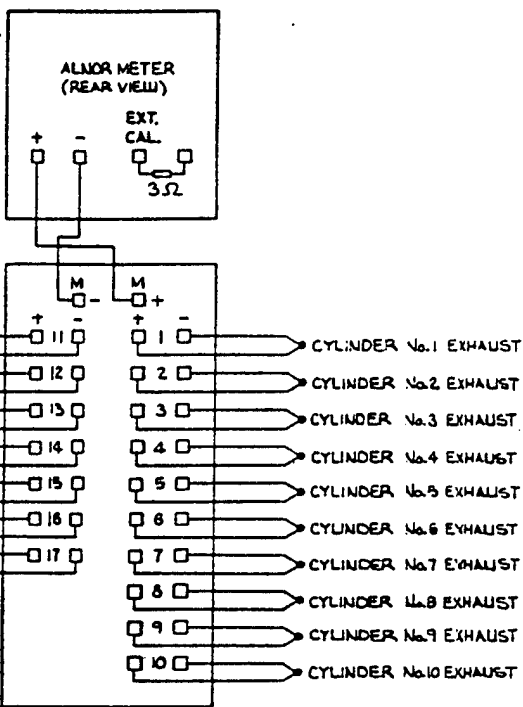 ALNOR METER
(REAR VIEW)
EXT.
CAL.
+ -
3Ω
M M
- +
+ - + -
11 1 CYLINDER No.1 EXHAUST
12 2 CYLINDER No.2 EXHAUST
13 3 CYLINDER No.3 EXHAUST
14 4 CYLINDER No.4 EXHAUST
15 5 CYLINDER No.5 EXHAUST
16 6 CYLINDER No.6 EXHAUST
17 7 CYLINDER No.7 EXHAUST
8 CYLINDER No.8 EXHAUST
9 CYLINDER No.9 EXHAUST
10 CYLINDER No.10 EXHAUST